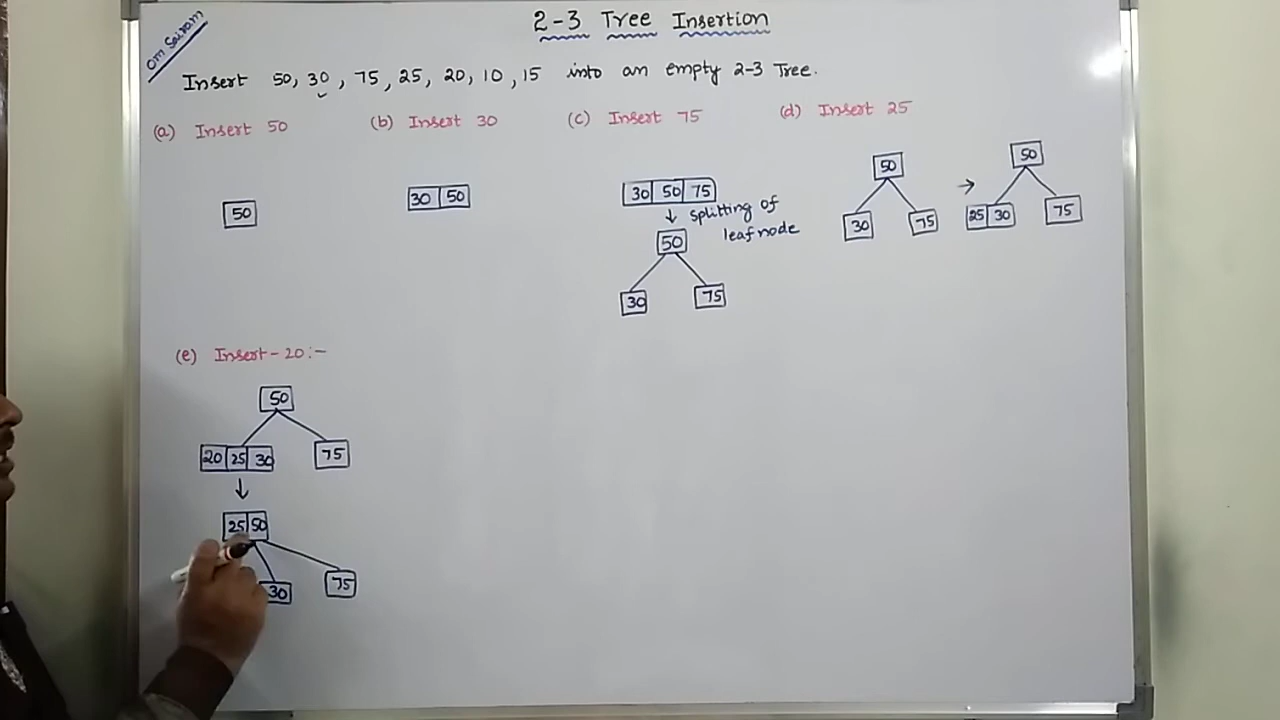 Om Sairam
2-3 Tree Insertion
Insert 50, 30, 75, 25, 20, 10, 15 into an empty 2-3 Tree.
(a) Insert 50
(b) Insert 30
(c) Insert 75
(d) Insert 25
50
30 50
30 50 75
↓ splitting of
leaf node
50
30 75
50
30 75
→
50
25 30 75
(e) Insert-20:-
50
20 25 30 75
↓
25 50
30 75